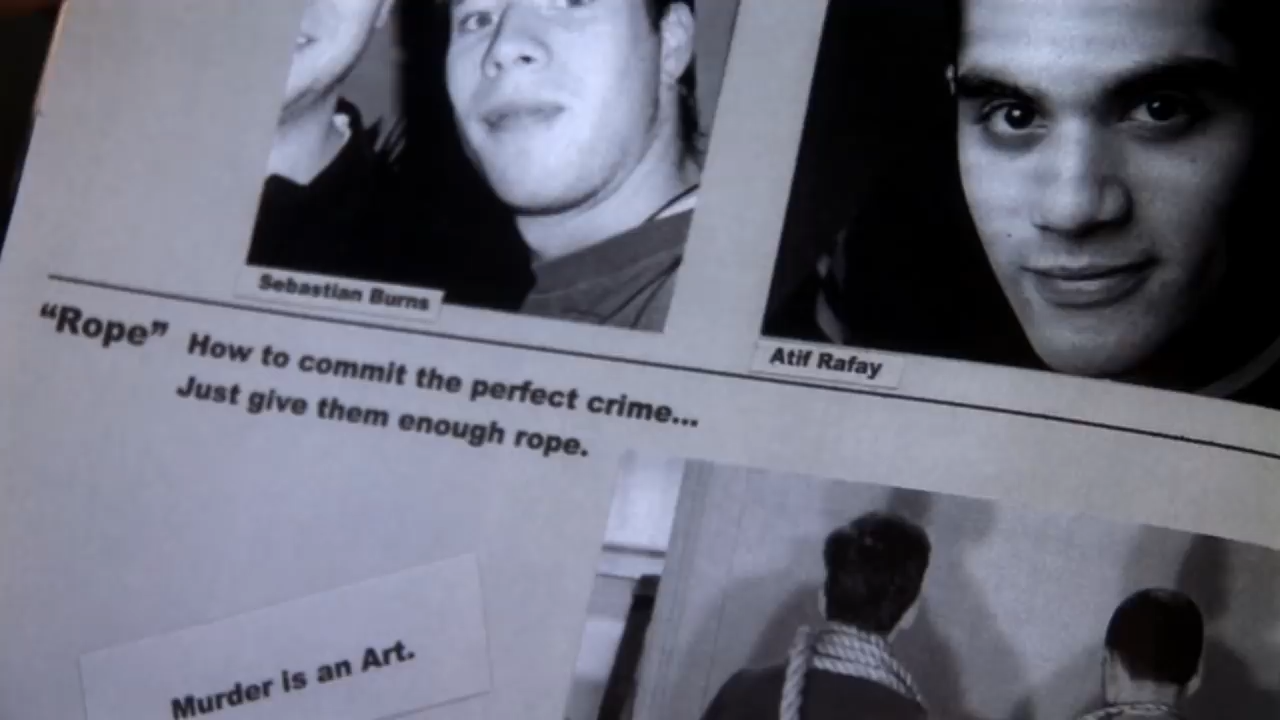 Sebastian Burns
Atif Rafay
“Rope” How to commit the perfect crime...
Just give them enough rope.
Murder is an Art.